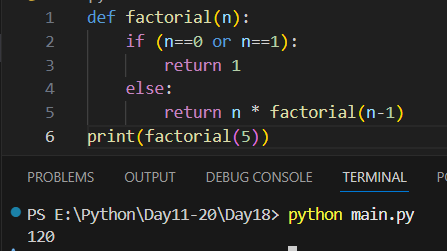 1 def factorial(n):
2     if (n==0 or n==1):
3         return 1
4     else:
5         return n * factorial(n-1)
6 print(factorial(5))
PROBLEMS OUTPUT DEBUG CONSOLE TERMINAL
PS E:\Python\Day11-20\Day18> python main.py
120